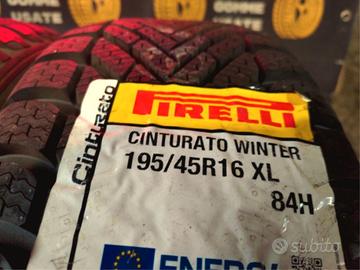 GOMME
USATE
GOMME
USATE
PIRELLI
Cinturato
CINTURATO WINTER
195/45R16 XL
84H
ENERG
subito